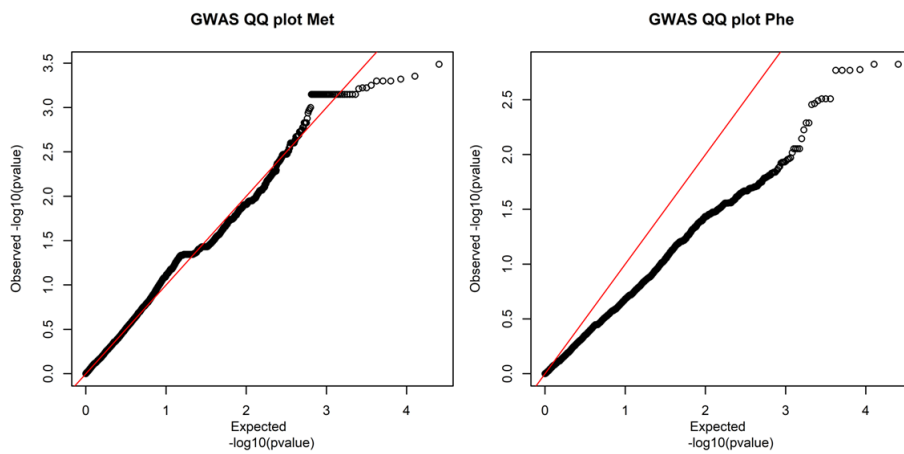 GWAS QQ plot Met
Observed -log10(pvalue)
3.5
3.0
2.5
2.0
1.5
1.0
0.5
0.0
0 1 2 3 4
Expected
-log10(pvalue)
GWAS QQ plot Phe
Observed -log10(pvalue)
2.5
2.0
1.5
1.0
0.5
0.0
0 1 2 3 4
Expected
-log10(pvalue)